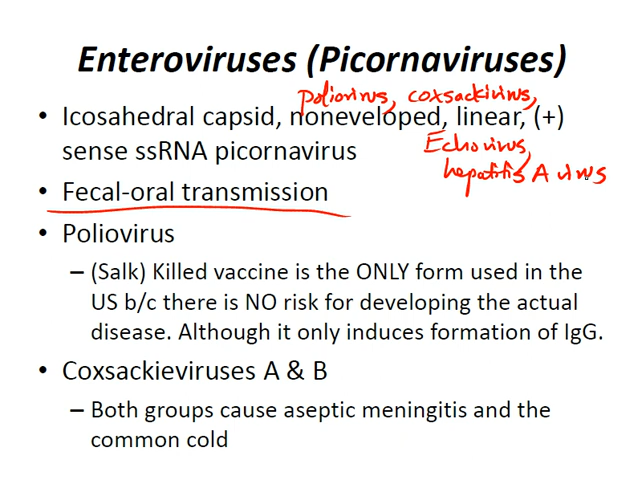 Enteroviruses (Picornaviruses)
poliovirus, coxsackivirus,
• Icosahedral capsid, noneveloped, linear, (+)
Echovirus,
sense ssRNA picornavirus
hepatitis A virus
• Fecal-oral transmission
• Poliovirus
– (Salk) Killed vaccine is the ONLY form used in the
US b/c there is NO risk for developing the actual
disease. Although it only induces formation of IgG.
• Coxsackieviruses A & B
– Both groups cause aseptic meningitis and the
common cold